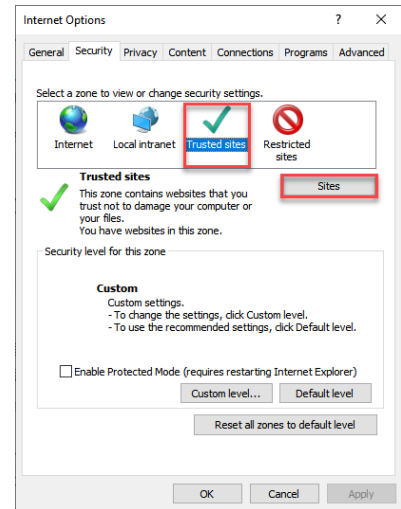 Internet Options
? X
General Security Privacy Content Connections Programs Advanced
Select a zone to view or change security settings.
Internet Local intranet Trusted sites Restricted
sites
Trusted sites
Sites
This zone contains websites that you
trust not to damage your computer or
your files.
You have websites in this zone.
Security level for this zone
Custom
Custom settings.
- To change the settings, click Custom level.
- To use the recommended settings, click Default level.
Enable Protected Mode (requires restarting Internet Explorer)
Custom level... Default level
Reset all zones to default level
OK Cancel Apply